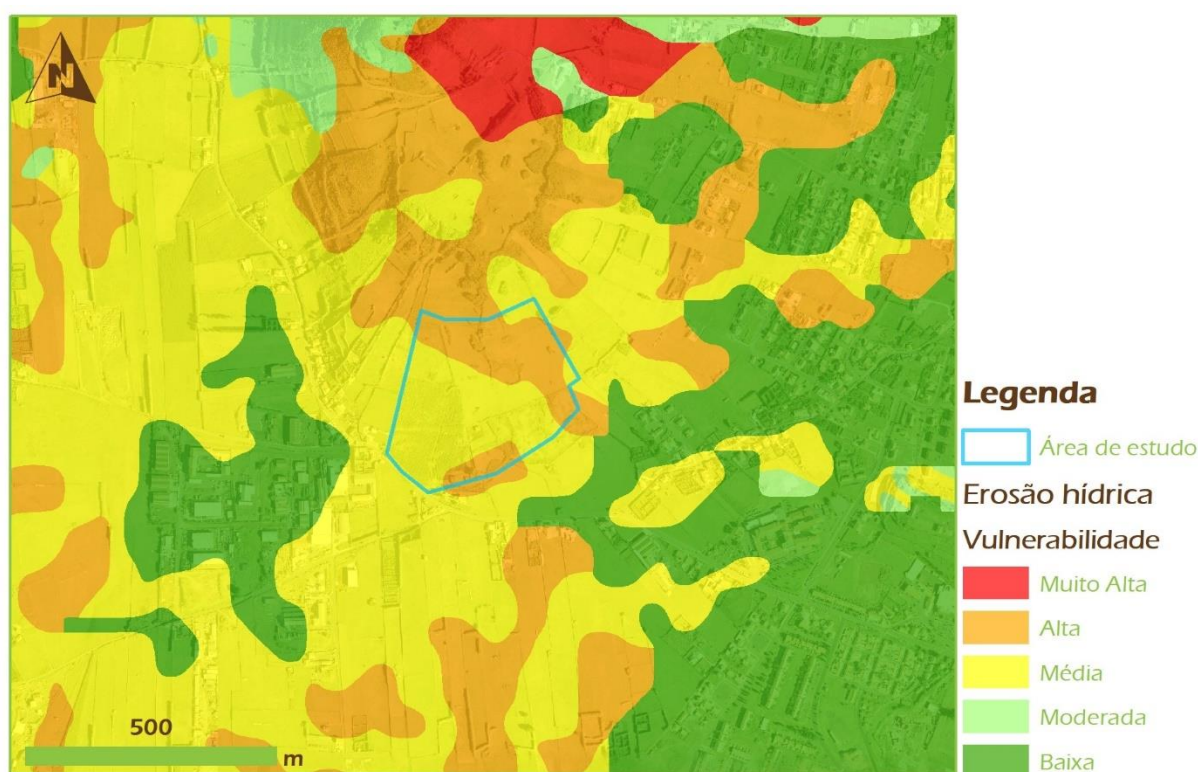 N
Legenda
Área de estudo
Erosão hídrica
Vulnerabilidade
Muito Alta
Alta
Média
Moderada
Baixa
500
m